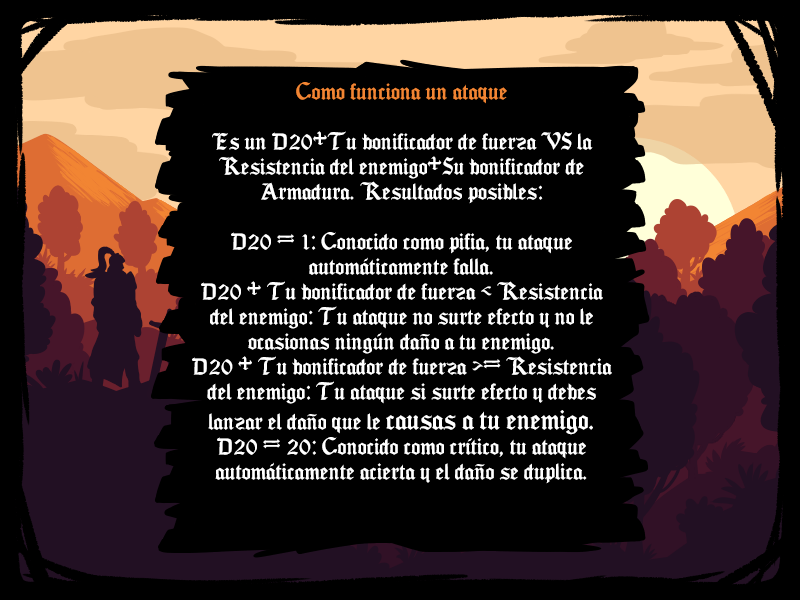 Como funciona un ataque
Es un D20+Tu bonificador de fuerza VS la
Resistencia del enemigo+Su bonificador de
Armadura. Resultados posibles:
D20 = 1: Conocido como pifia, tu ataque
automáticamente falla.
D20 + Tu bonificador de fuerza < Resistencia
del enemigo: Tu ataque no surte efecto y no le
ocasionas ningún daño a tu enemigo.
D20 + Tu bonificador de fuerza >= Resistencia
del enemigo: Tu ataque si surte efecto y debes
lanzar el daño que le causas a tu enemigo.
D20 = 20: Conocido como crítico, tu ataque
automáticamente acierta y el daño se duplica.